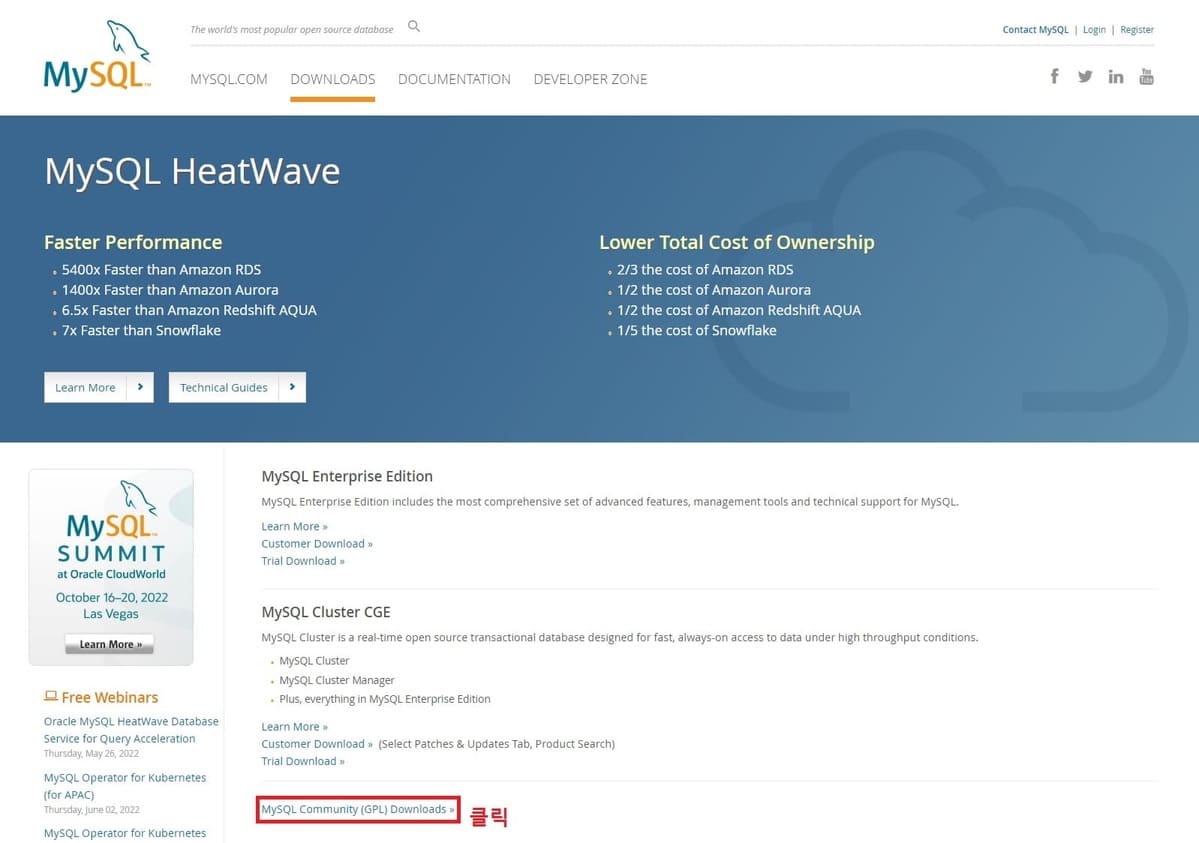 MySQL™
The world's most popular open source database
Contact MySQL | Login | Register
MYSQL.COM DOWNLOADS DOCUMENTATION DEVELOPER ZONE
MySQL HeatWave
Faster Performance
5400x Faster than Amazon RDS
1400x Faster than Amazon Aurora
6.5x Faster than Amazon Redshift AQUA
7x Faster than Snowflake
Lower Total Cost of Ownership
2/3 the cost of Amazon RDS
1/2 the cost of Amazon Aurora
1/2 the cost of Amazon Redshift AQUA
1/5 the cost of Snowflake
Learn More
Technical Guides
MySQL™
SUMMIT
at Oracle CloudWorld
October 16–20, 2022
Las Vegas
Learn More »
Free Webinars
Oracle MySQL HeatWave Database
Service for Query Acceleration
Thursday, May 26, 2022
MySQL Operator for Kubernetes
(for APAC)
Thursday, June 02, 2022
MySQL Operator for Kubernetes
MySQL Enterprise Edition
MySQL Enterprise Edition includes the most comprehensive set of advanced features, management tools and technical support for MySQL.
Learn More »
Customer Download »
Trial Download »
MySQL Cluster CGE
MySQL Cluster is a real-time open source transactional database designed for fast, always-on access to data under high throughput conditions.
MySQL Cluster
MySQL Cluster Manager
Plus, everything in MySQL Enterprise Edition
Learn More »
Customer Download » (Select Patches & Updates Tab, Product Search)
Trial Download »
MySQL Community (GPL) Downloads » 클릭